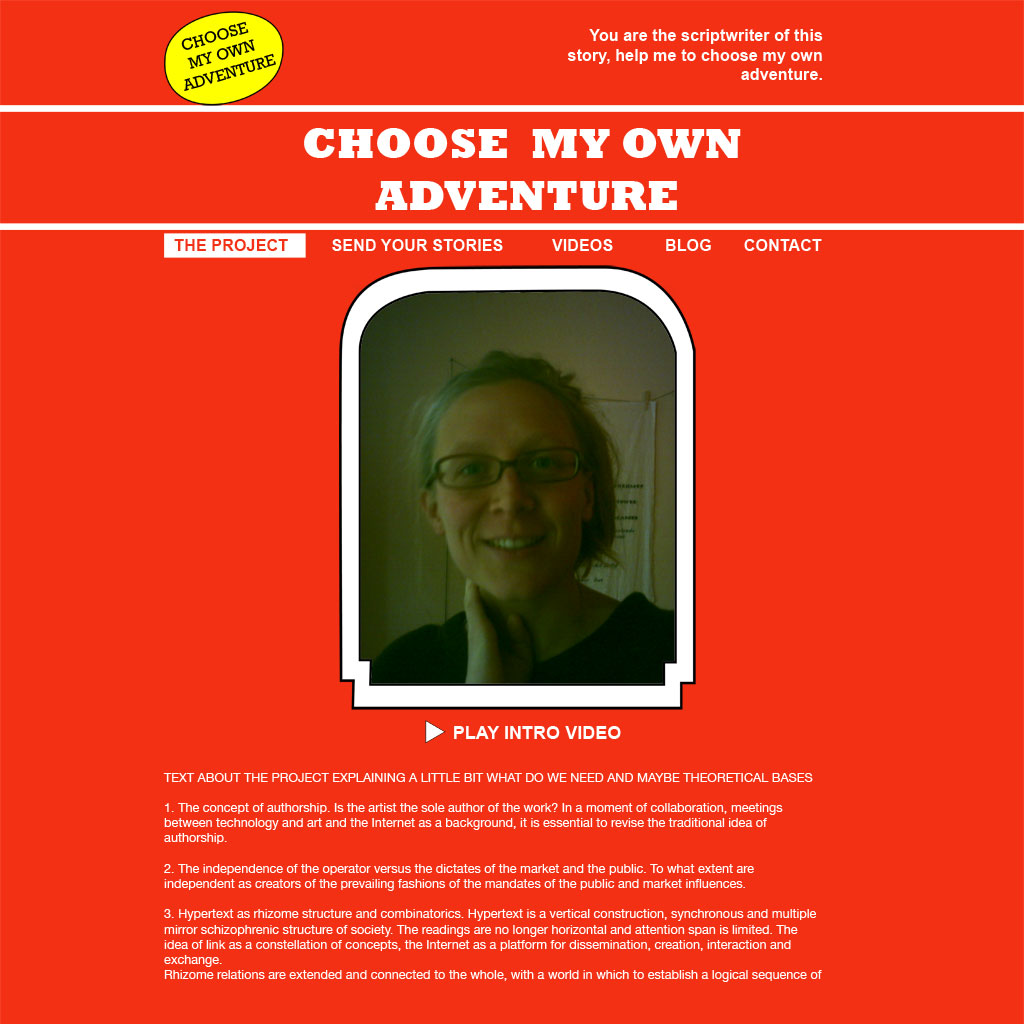 CHOOSE
MY OWN
ADVENTURE
You are the scriptwriter of this
story, help me to choose my own
adventure.
CHOOSE MY OWN
ADVENTURE
THE PROJECT SEND YOUR STORIES VIDEOS BLOG CONTACT
PLAY INTRO VIDEO
TEXT ABOUT THE PROJECT EXPLAINING A LITTLE BIT WHAT DO WE NEED AND MAYBE THEORETICAL BASES
1. The concept of authorship. Is the artist the sole author of the work? In a moment of collaboration, meetings
between technology and art and the Internet as a background, it is essential to revise the traditional idea of
authorship.
2. The independence of the operator versus the dictates of the market and the public. To what extent are
independent as creators of the prevailing fashions of the mandates of the public and market influences.
3. Hypertext as rhizome structure and combinatorics. Hypertext is a vertical construction, synchronous and multiple
mirror schizophrenic structure of society. The readings are no longer horizontal and attention span is limited. The
idea of link as a constellation of concepts, the Internet as a platform for dissemination, creation, interaction and
exchange.
Rhizome relations are extended and connected to the whole, with a world in which to establish a logical sequence of